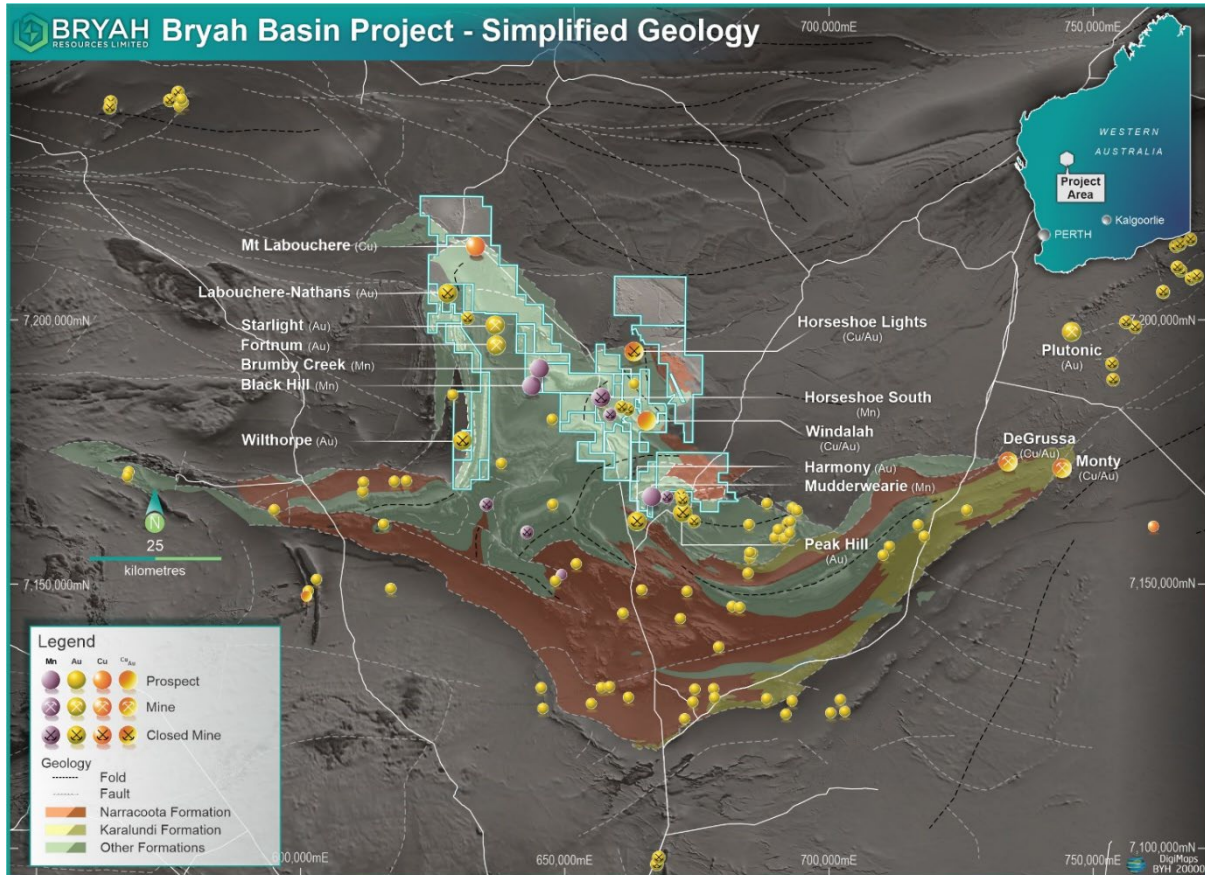 BRYAH
RESOURCES LIMITED
Bryah Basin Project - Simplified Geology
700,000mE
750,000mE
WESTERN
AUSTRALIA
Project
Area
Kalgoorlie
PERTH
Mt Labouchere (Cu)
Labouchere-Nathans (Au)
7,200,000mN
7,200,000mN
Starlight (Au)
Fortnum (Au)
Brumby Creek (Mn)
Black Hill (Mn)
Wilthorpe (Au)
Horseshoe Lights
(Cu/Au)
Plutonic
(Au)
Horseshoe South
(Mn)
Windalah
(Cu/Au)
Harmony (Au)
Mudderwearie (Mn)
DeGrussa
(Cu/Au)
Monty
(Cu/Au)
Peak Hill
(Au)
N
25
kilometres
7,150,000mN
7,150,000mN
Legend
Mn Au Cu Cu Au
Prospect
Mine
Closed Mine
Geology
Fold
Fault
Narracoota Formation
Karalundi Formation
Other Formations
600,000mE
650,000mE
700,000mE
750,000mE
7,100,000mN
DigiMaps
BYH 20000